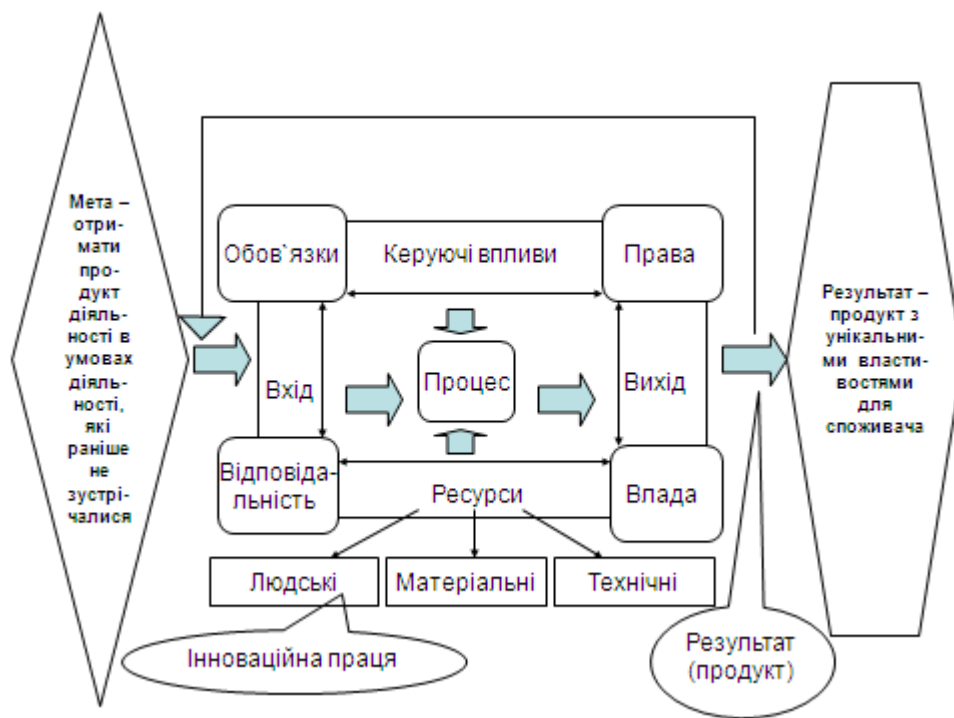 Мета –
отри-
мати
про-
дукт
діяль-
ності в
умовах
діяль-
ності,
які
раніше
не
зустрі-
чалися
Обов`язки
Керуючі впливи
Права
Вхід
Процес
Вихід
Відповіда-
льність
Ресурси
Влада
Людські
Матеріальні
Технічні
Інноваційна праця
Результат
(продукт)
Результат –
продукт з
унікальни-
ми власти-
востями
для
споживача